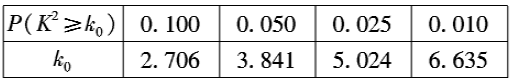 P(K²≥k₀) 0. 100 0. 050 0. 025 0. 010
k₀ 2. 706 3. 841 5. 024 6. 635